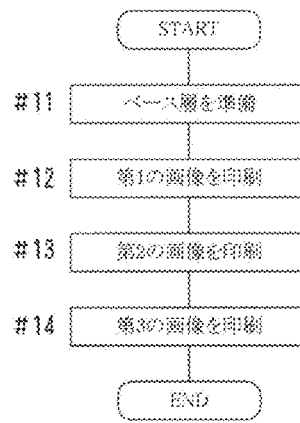 START
#11 ベース層を準備
#12 第1の画像を印刷
#13 第2の画像を印刷
#14 第3の画像を印刷
END